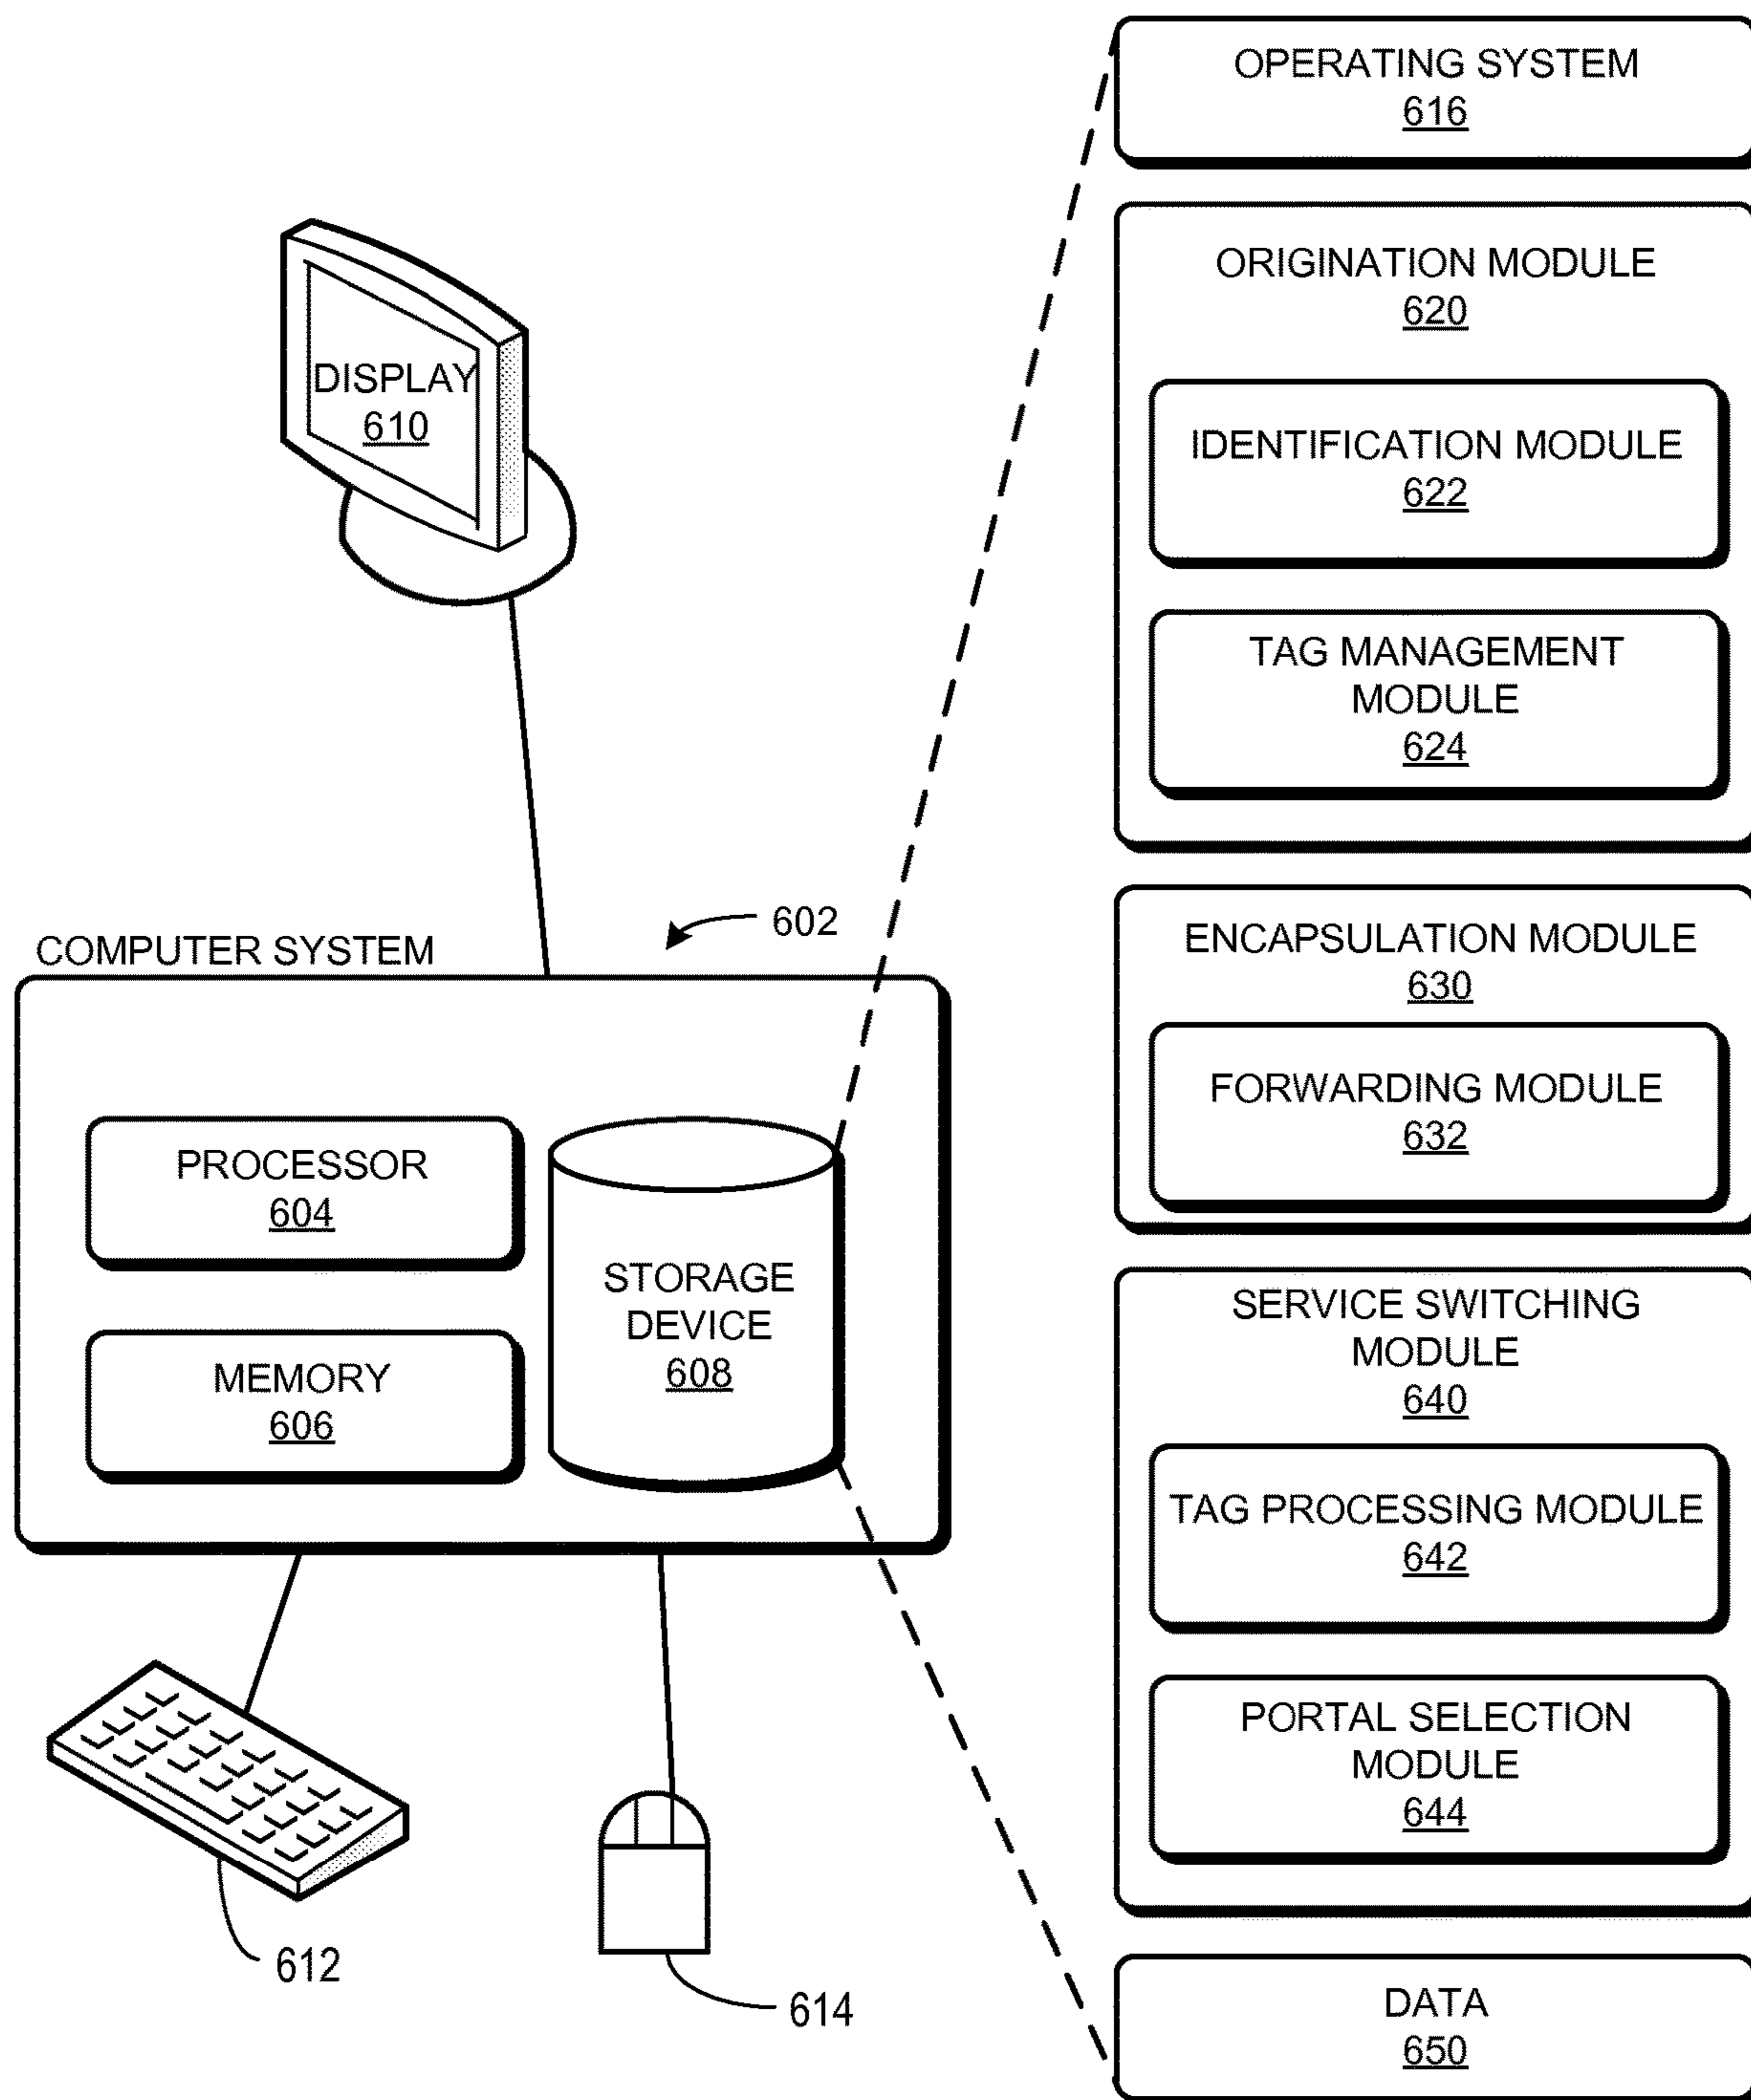 DISPLAY
610
602
COMPUTER SYSTEM
PROCESSOR
604
MEMORY
606
STORAGE
DEVICE
608
612
614
OPERATING SYSTEM
616
ORIGINATION MODULE
620
IDENTIFICATION MODULE
622
TAG MANAGEMENT
MODULE
624
ENCAPSULATION MODULE
630
FORWARDING MODULE
632
SERVICE SWITCHING
MODULE
640
TAG PROCESSING MODULE
642
PORTAL SELECTION
MODULE
644
DATA
650